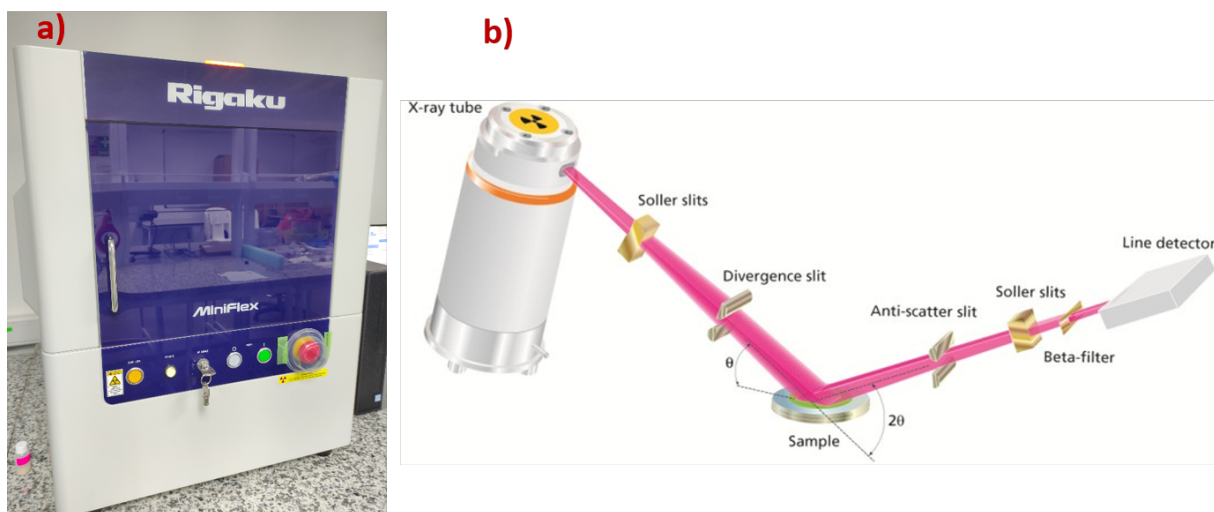 a)
Rigaku
MiniFlex
b)
X-ray tube
Soller slits
Divergence slit
Anti-scatter slit
Soller slits
Line detector
Beta-filter
θ
2θ
Sample